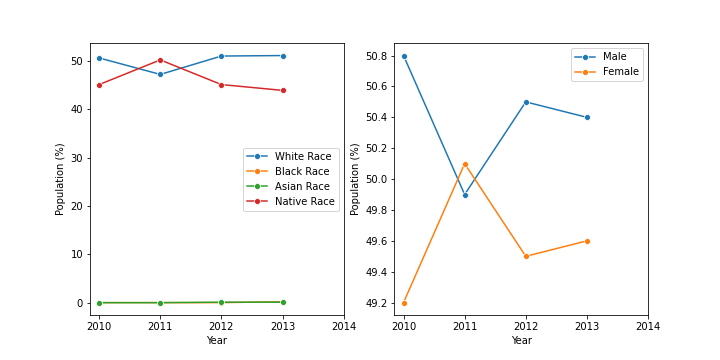 50
40
30
20
10
0
Population (%)
White Race
Black Race
Asian Race
Native Race
2010 2011 2012 2013 2014
Year
50.8
50.6
50.4
50.2
50.0
49.8
49.6
49.4
49.2
Population (%)
Male
Female
2010 2011 2012 2013 2014
Year